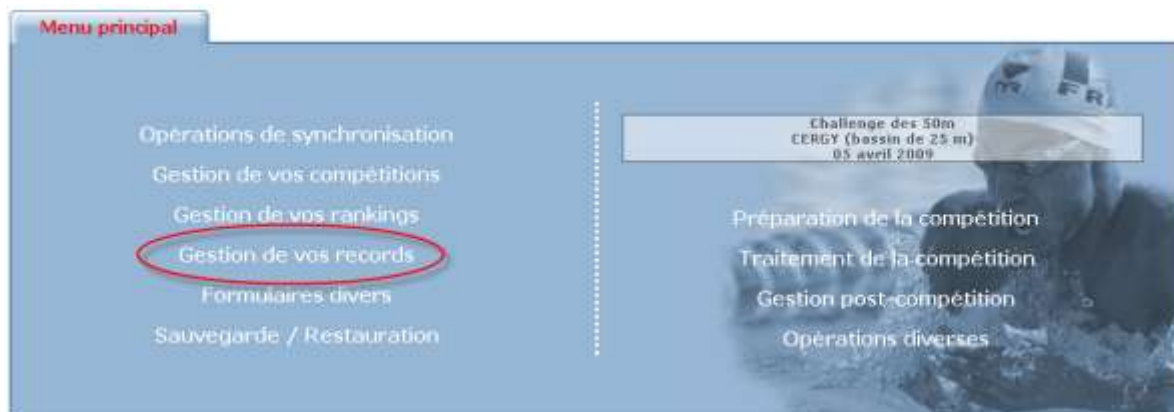 Menu principal
Opérations de synchronisation
Gestion de vos compétitions
Gestion de vos rankings
Gestion de vos records
Formulaires divers
Sauvegarde / Restauration
Challenge des 50m
CERGY (bassin de 25 m)
05 avril 2009
Préparation de la compétition
Traitement de la compétition
Gestion post-compétition
Opérations diverses
FR